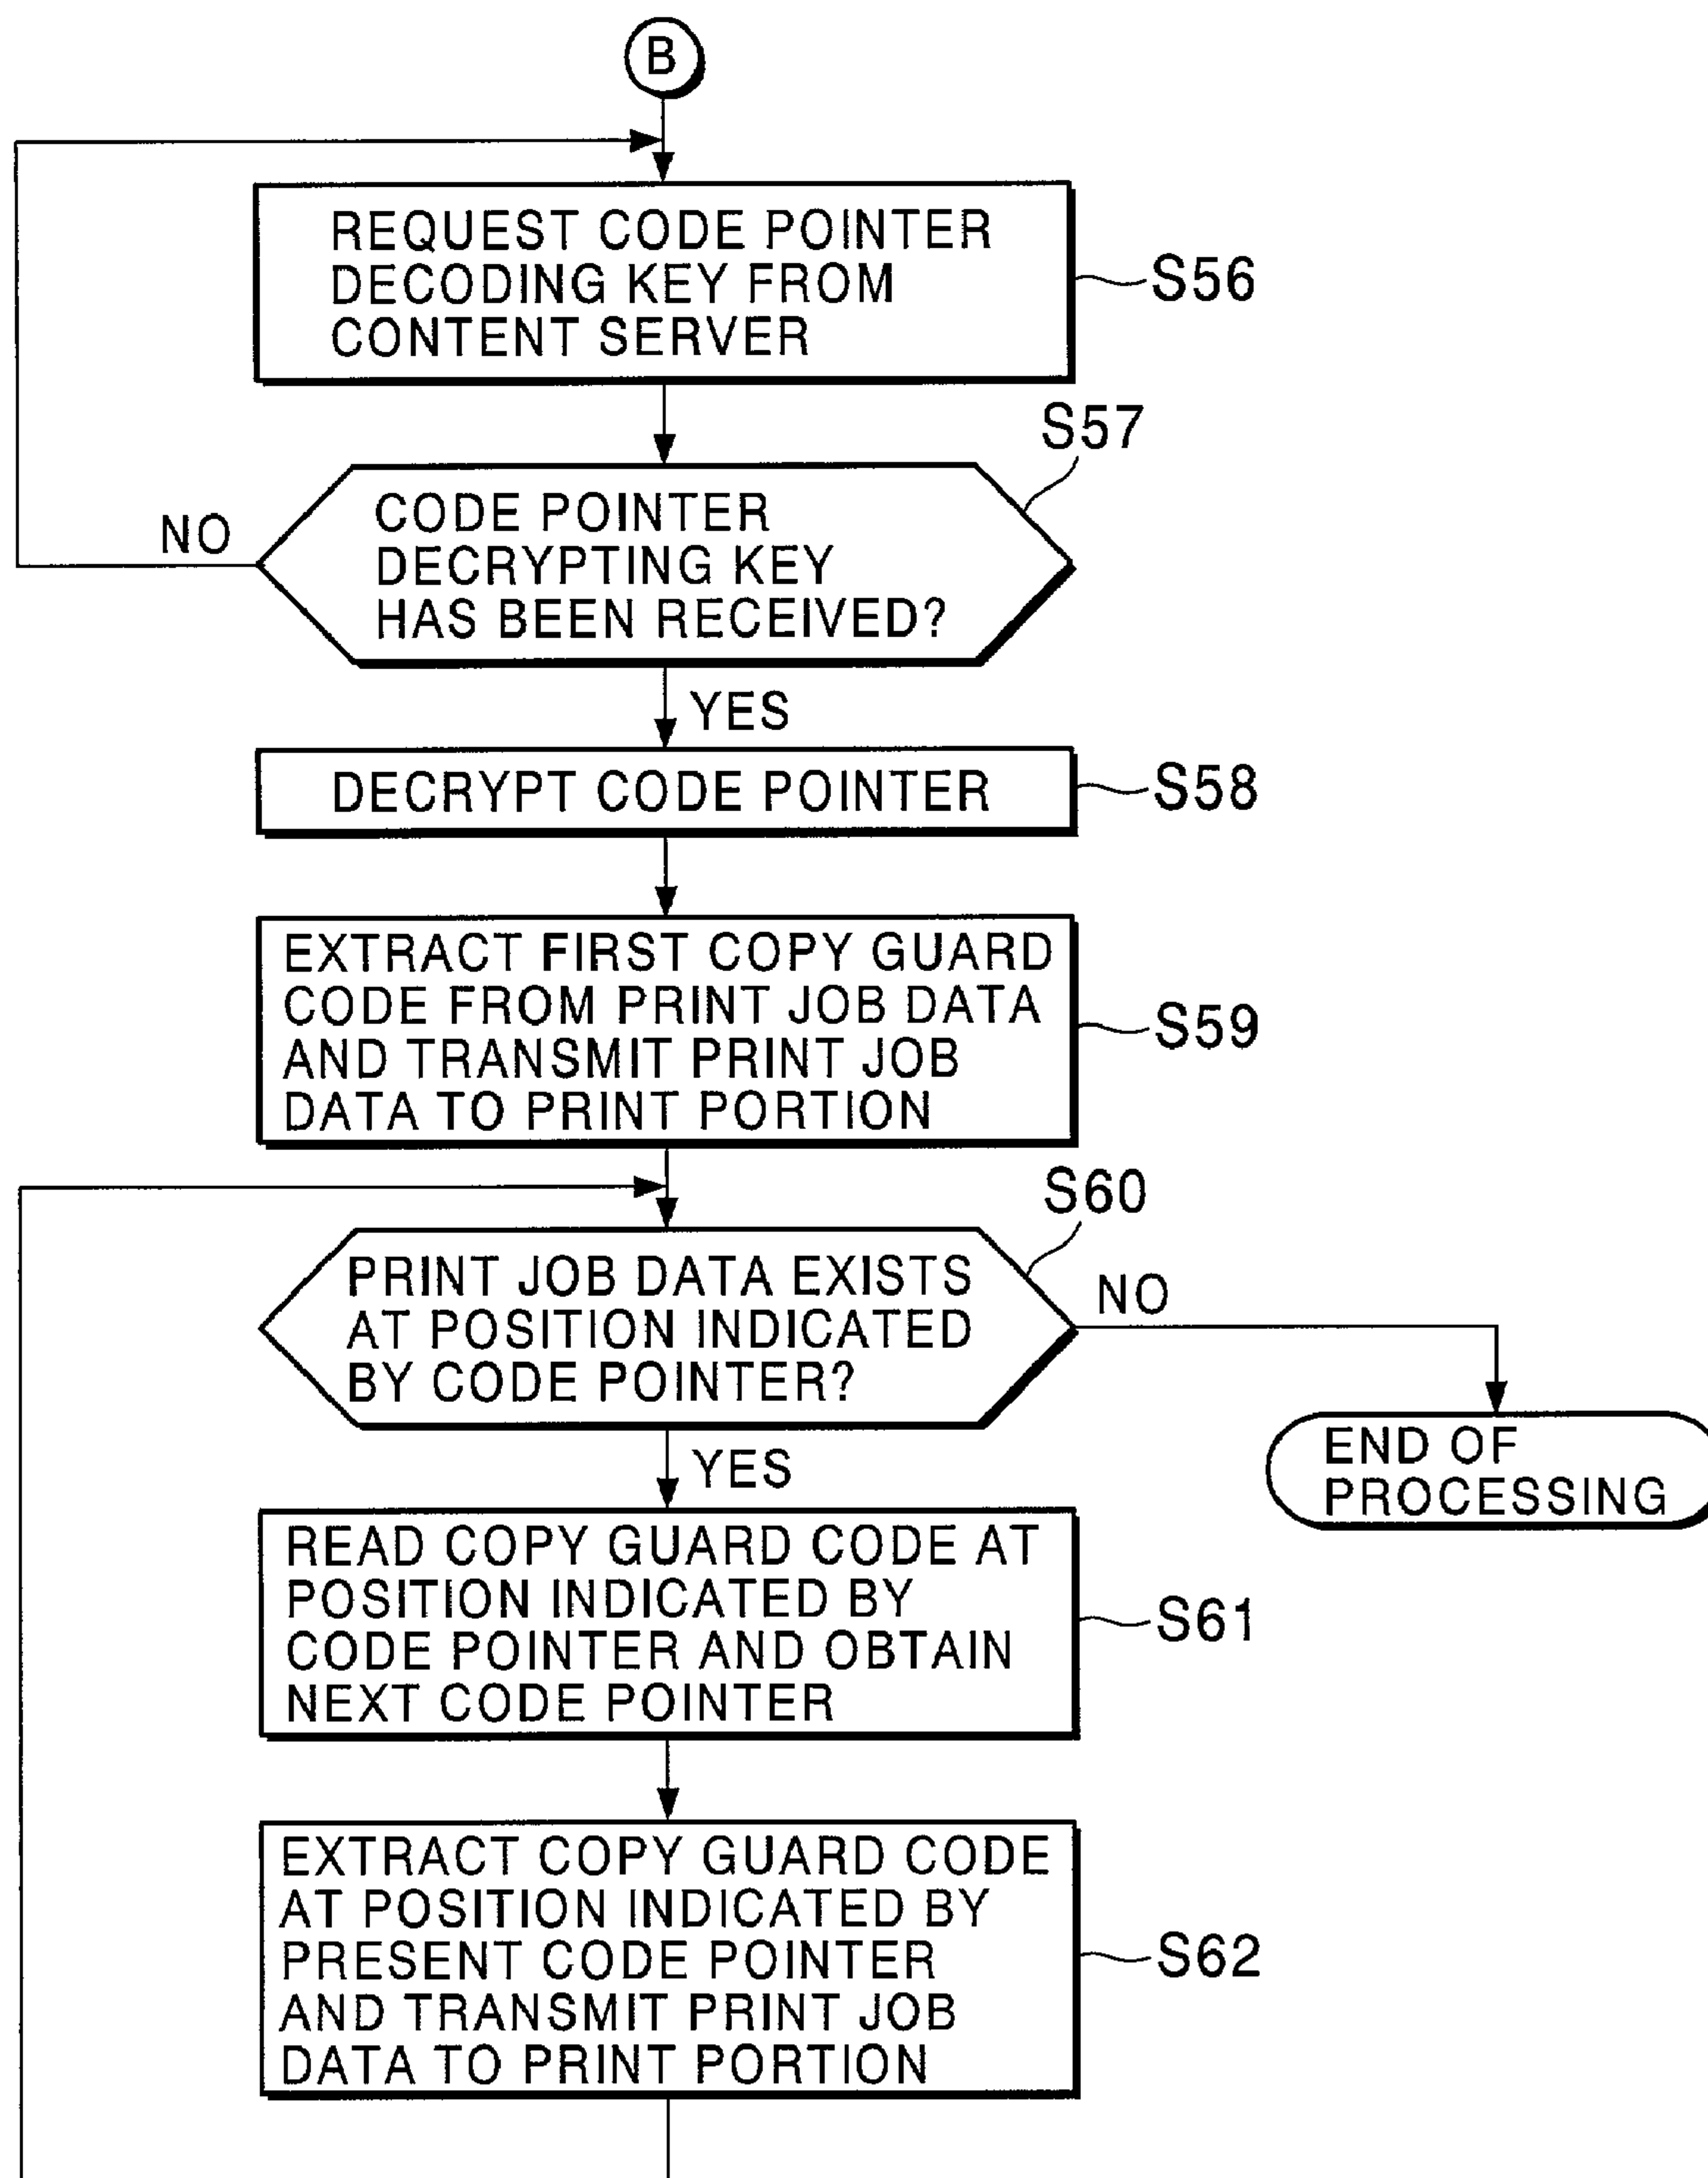 B
REQUEST CODE POINTER
DECODING KEY FROM
CONTENT SERVER
S56
S57
CODE POINTER
DECRYPTING KEY
HAS BEEN RECEIVED?
NO
YES
DECRYPT CODE POINTER
S58
EXTRACT FIRST COPY GUARD
CODE FROM PRINT JOB DATA
AND TRANSMIT PRINT JOB
DATA TO PRINT PORTION
S59
S60
PRINT JOB DATA EXISTS
AT POSITION INDICATED
BY CODE POINTER?
NO
YES
END OF
PROCESSING
READ COPY GUARD CODE AT
POSITION INDICATED BY
CODE POINTER AND OBTAIN
NEXT CODE POINTER
S61
EXTRACT COPY GUARD CODE
AT POSITION INDICATED BY
PRESENT CODE POINTER
AND TRANSMIT PRINT JOB
DATA TO PRINT PORTION
S62